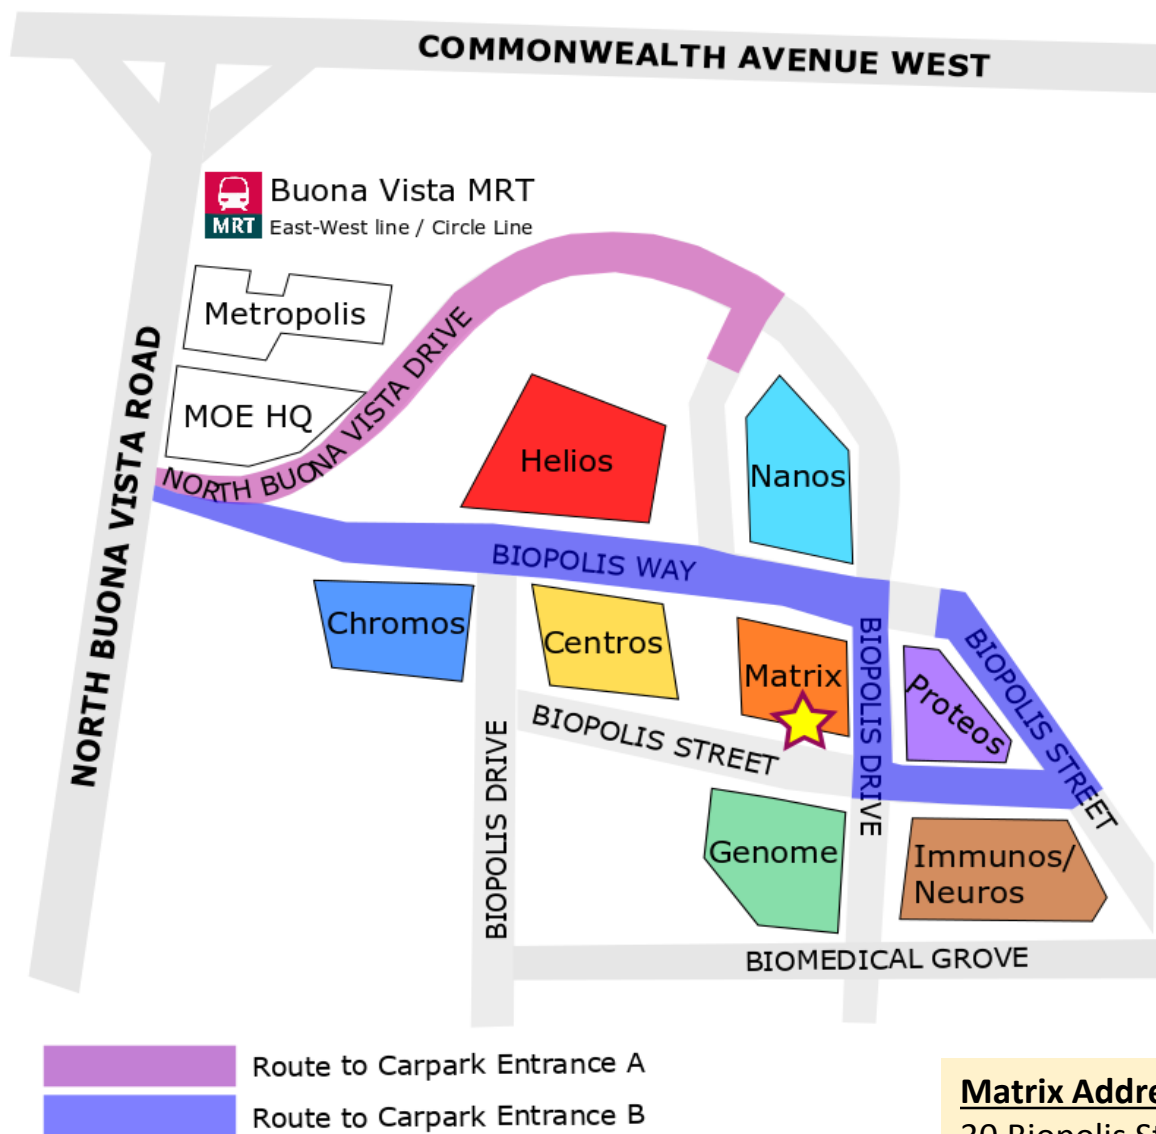 COMMONWEALTH AVENUE WEST
Buona Vista MRT
MRT
East-West line / Circle Line
Metropolis
NORTH BUONA VISTA ROAD
MOE HQ
NORTH BUONA VISTA DRIVE
Helios
Nanos
BIOPOLIS WAY
Chromos
Centros
Matrix
BIOPOLIS DRIVE
Proteos
BIOPOLIS STREET
BIOPOLIS STREET
BIOPOLIS DRIVE
Genome
Immunos/
Neuros
BIOMEDICAL GROVE
Route to Carpark Entrance A
Route to Carpark Entrance B
Matrix Addre